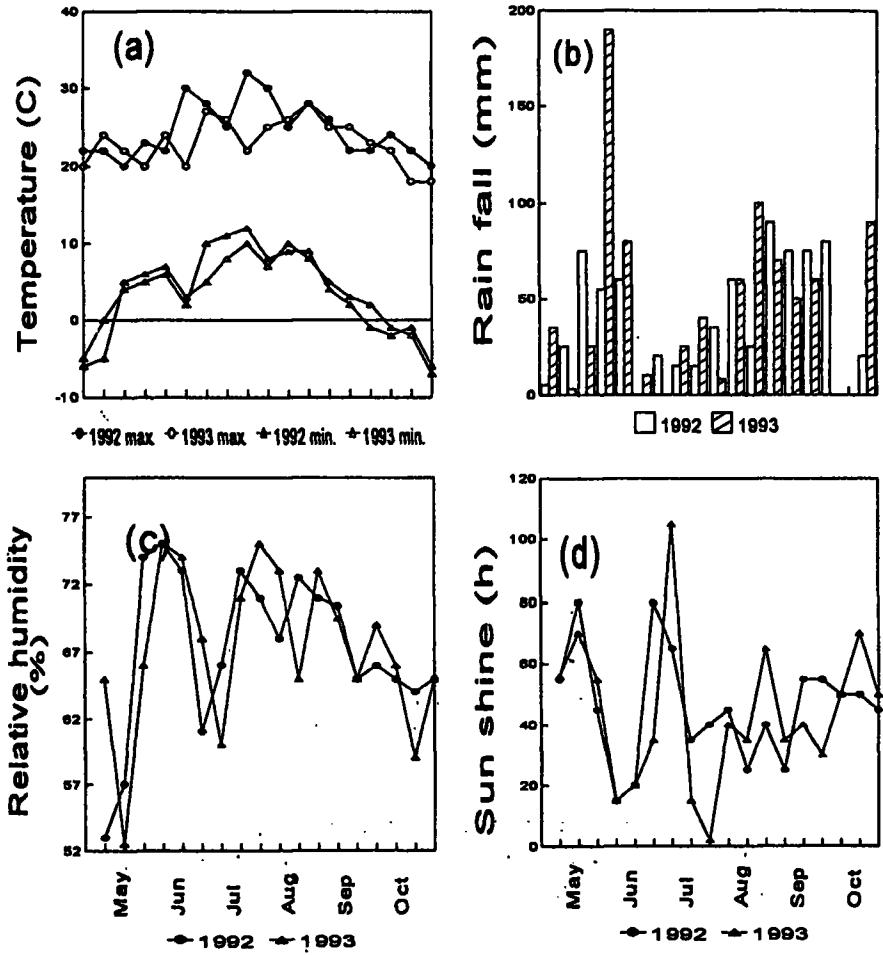 (a)
Temperature (C)
40
30
20
10
0
-10
1992 max. 1993 max. 1992 min. 1993 min.
(b)
Rain fall (mm)
200
150
100
50
0
1992 1993
(c)
Relative humidity
(%)
77
72
67
62
57
52
May Jun Jul Aug Sep Oct
1992 1993
(d)
Sun shine (h)
120
100
80
60
40
20
0
May Jun Jul Aug Sep Oct
1992 1993